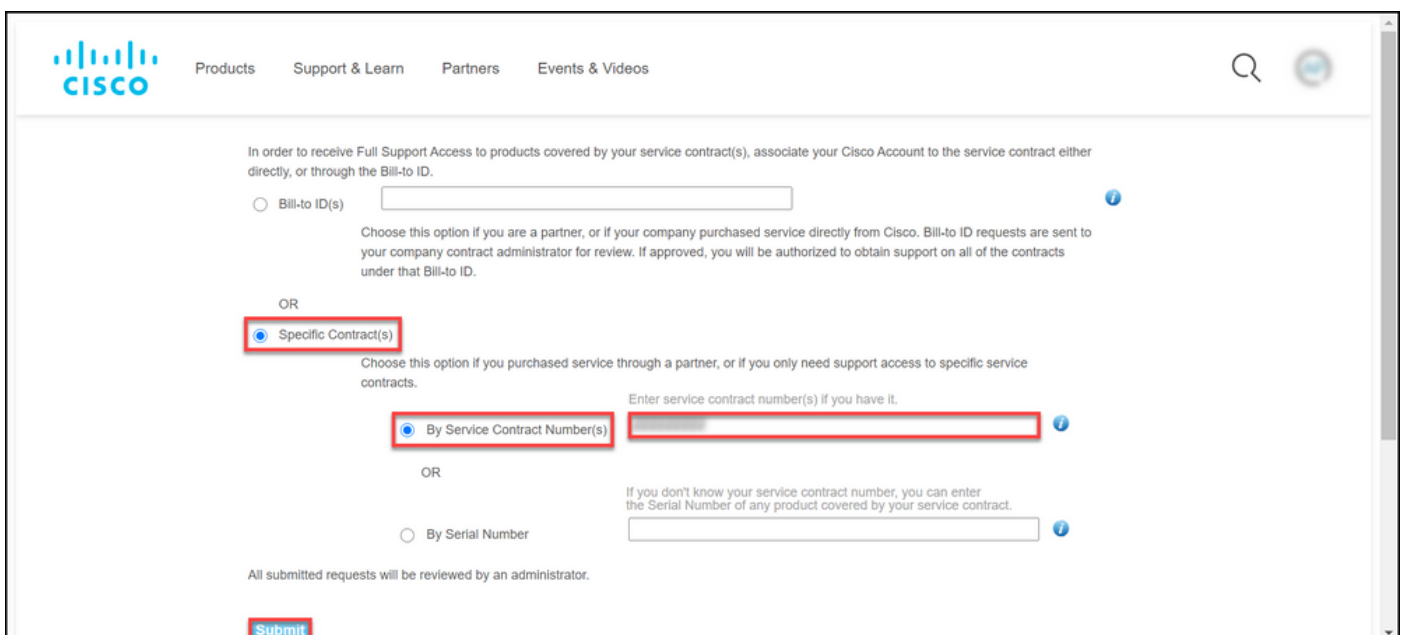 CISCO
Products Support & Learn Partners Events & Videos
In order to receive Full Support Access to products covered by your service contract(s), associate your Cisco Account to the service contract either
directly, or through the Bill-to ID.
Bill-to ID(s)
Choose this option if you are a partner, or if your company purchased service directly from Cisco. Bill-to ID requests are sent to
your company contract administrator for review. If approved, you will be authorized to obtain support on all of the contracts
under that Bill-to ID.
OR
Specific Contract(s)
Choose this option if you purchased service through a partner, or if you only need support access to specific service
contracts.
Enter service contract number(s) if you have it.
By Service Contract Number(s)
OR
If you don't know your service contract number, you can enter
the Serial Number of any product covered by your service contract.
By Serial Number
All submitted requests will be reviewed by an administrator.
Submit